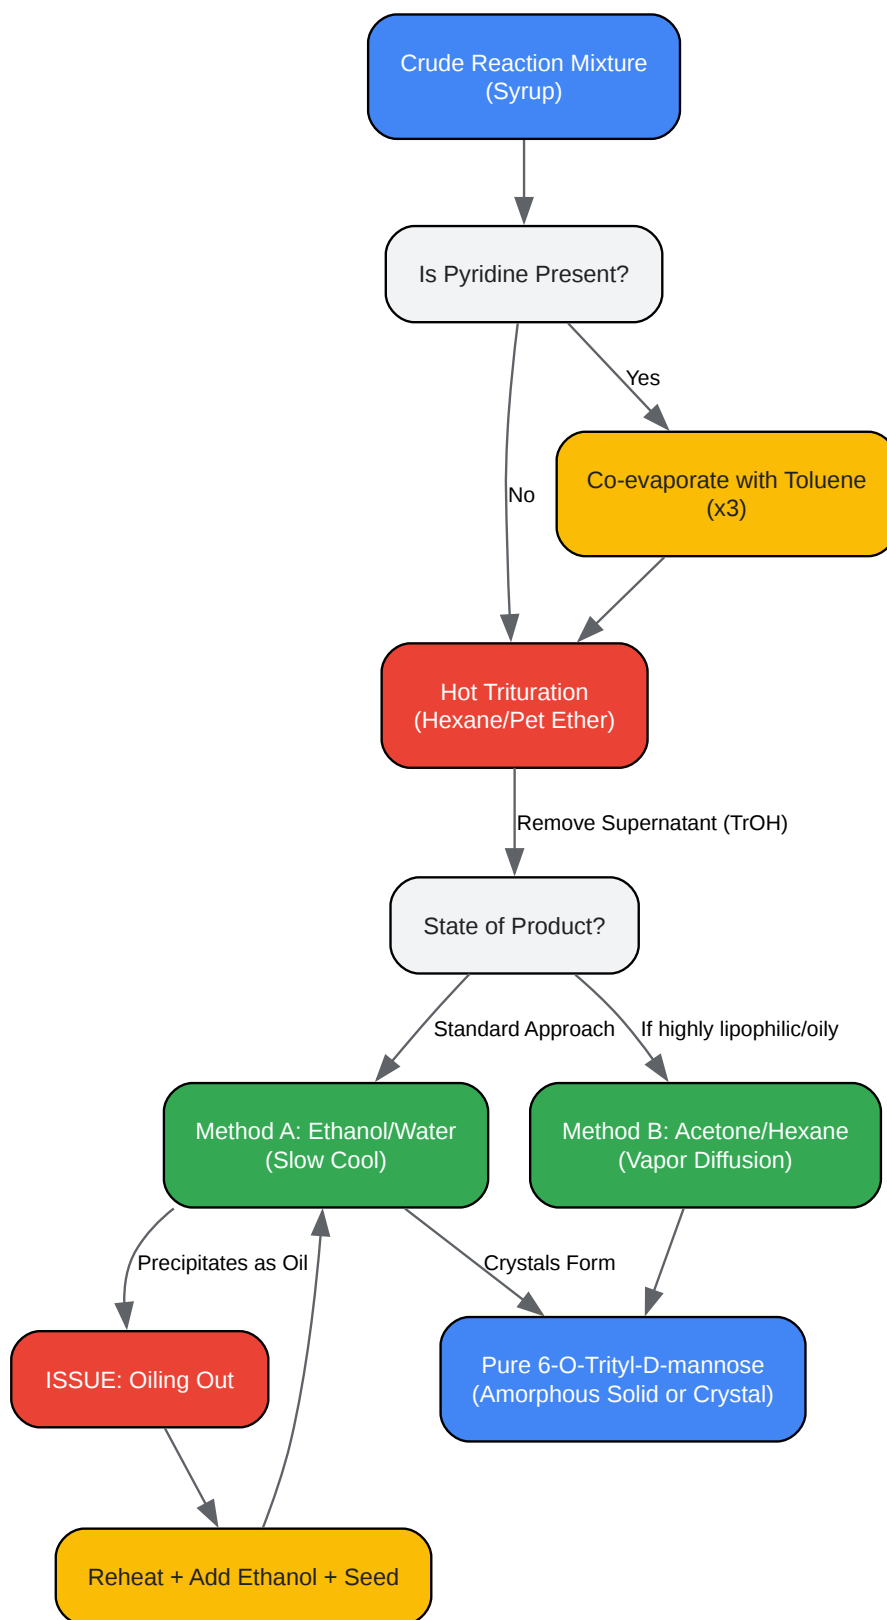 Crude Reaction Mixture
(Syrup)
Is Pyridine Present?
Yes
Co-evaporate with Toluene
(x3)
No
Hot Trituration
(Hexane/Pet Ether)
Remove Supernatant (TrOH)
State of Product?
Standard Approach
If highly lipophilic/oily
Method A: Ethanol/Water
(Slow Cool)
Method B: Acetone/Hexane
(Vapor Diffusion)
Precipitates as Oil
Crystals Form
ISSUE: Oiling Out
Pure 6-O-Trityl-D-mannose
(Amorphous Solid or Crystal)
Reheat + Add Ethanol + Seed